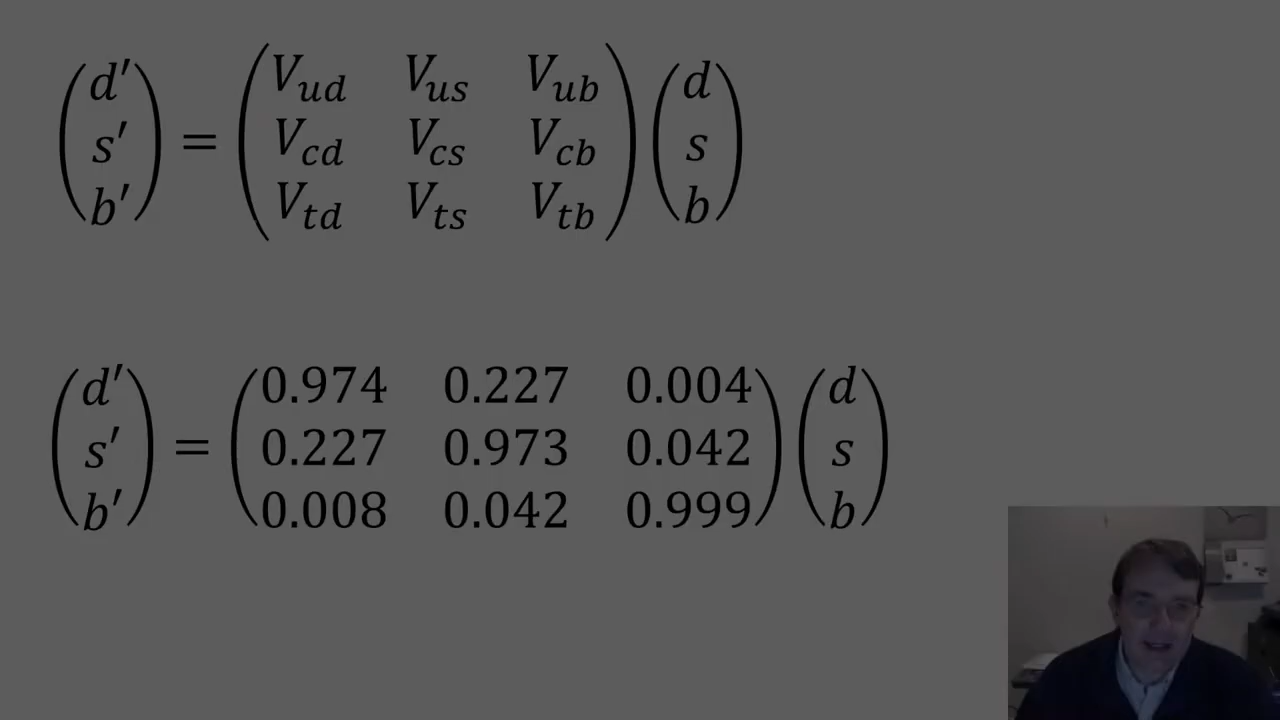 (d′ s′ b′) = (V_ud V_us V_ub; V_cd V_cs V_cb; V_td V_ts V_tb) (d s b)
(d′ s′ b′) = (0.974 0.227 0.004; 0.227 0.973 0.042; 0.008 0.042 0.999) (d s b)